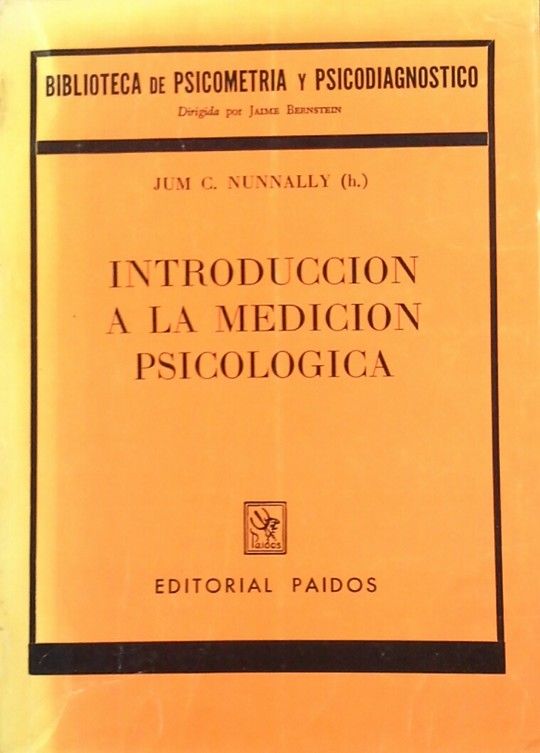 BIBLIOTECA DE PSICOMETRIA Y PSICODIAGNOSTICO
Dirigida por JAIME BERNSTEIN
JUM C. NUNNALLY (h.)
INTRODUCCION
A LA MEDICION
PSICOLOGICA
Paidos
EDITORIAL PAIDOS